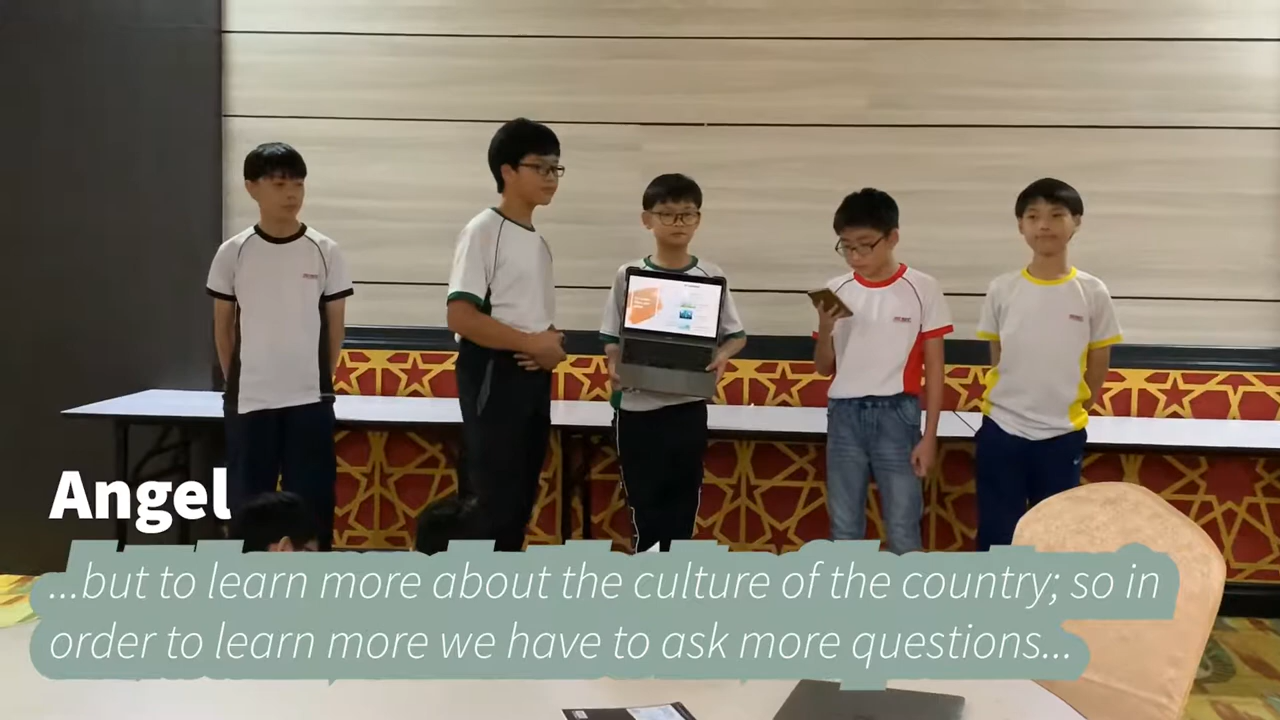 Angel
...but to learn more about the culture of the country; so in
order to learn more we have to ask more questions...